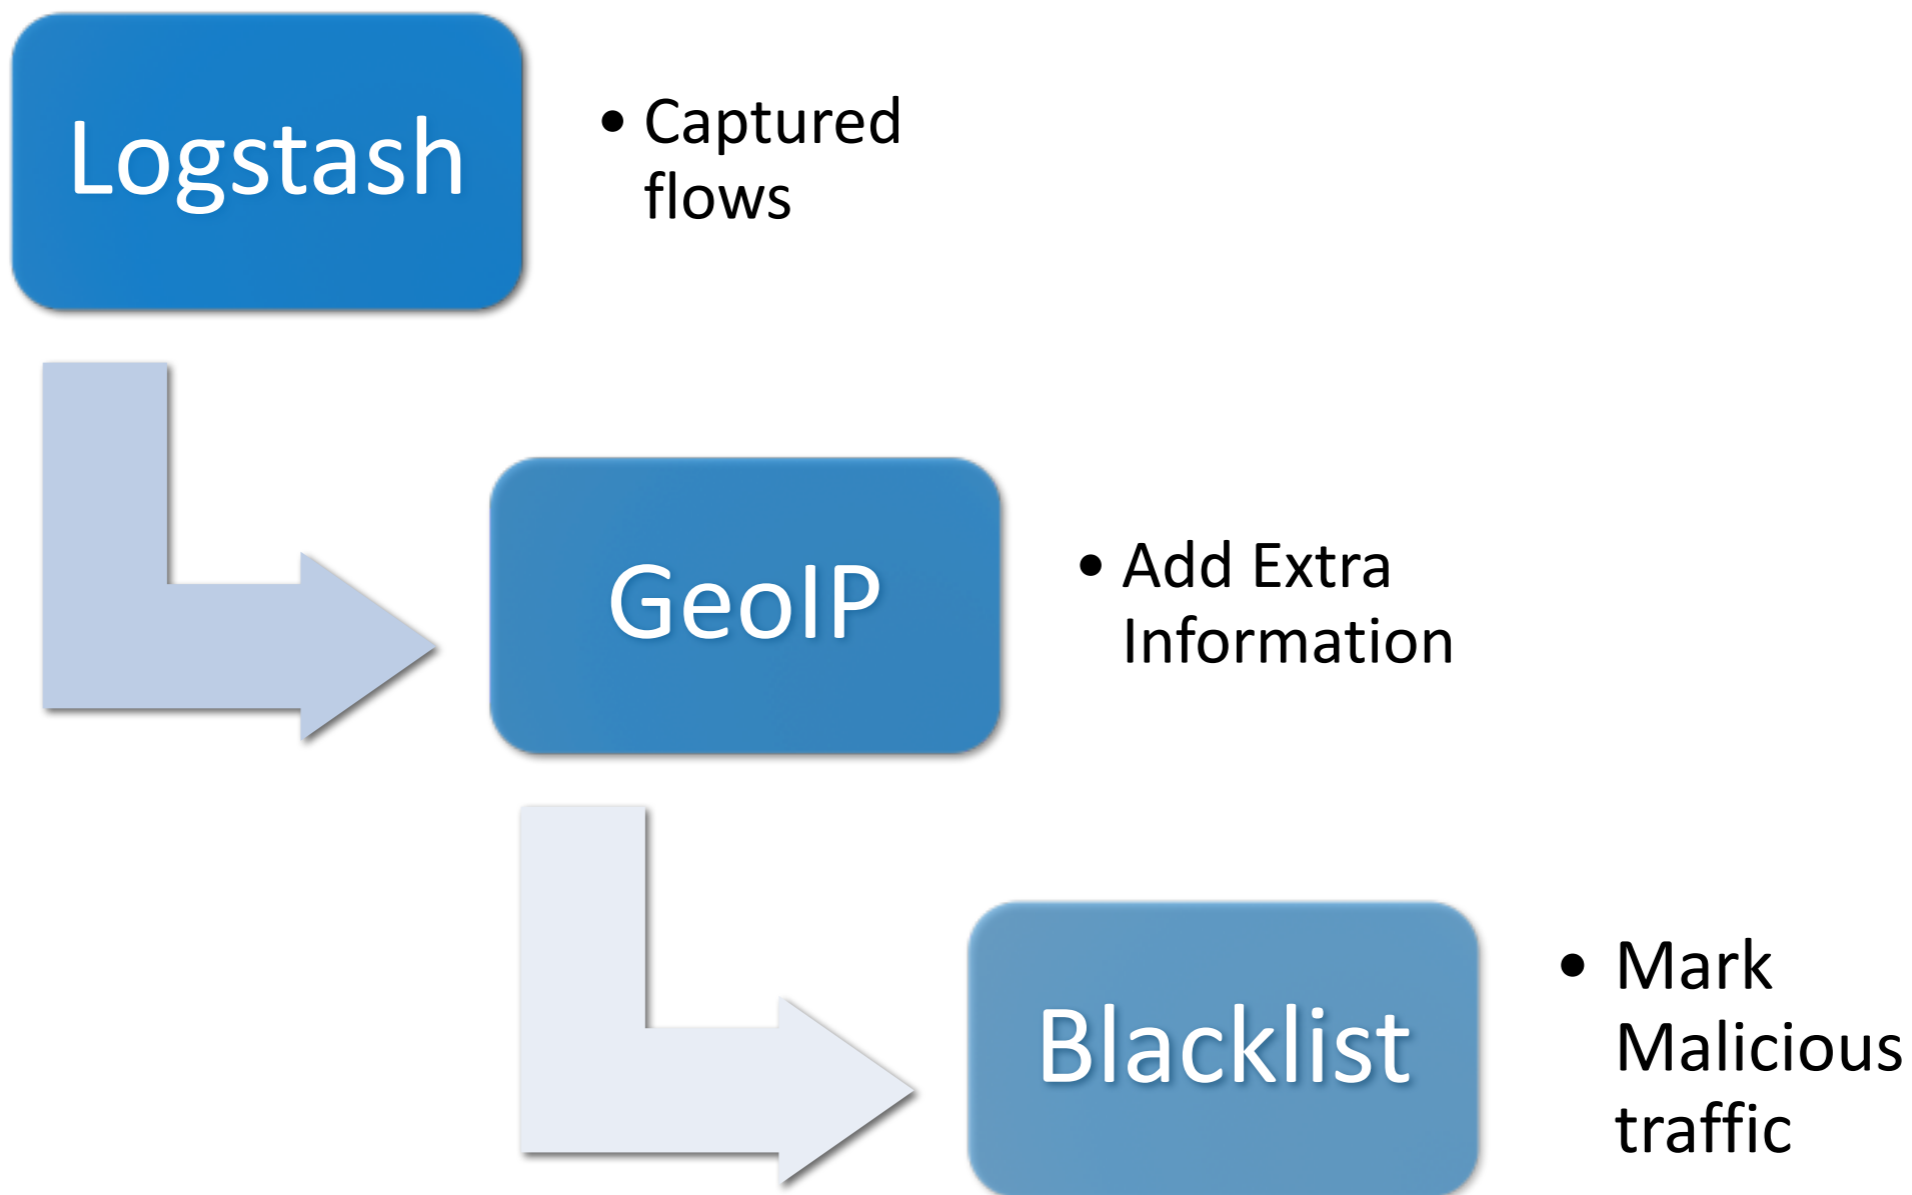 Logstash
• Captured
flows
GeoIP
• Add Extra
Information
Blacklist
• Mark
Malicious
traffic